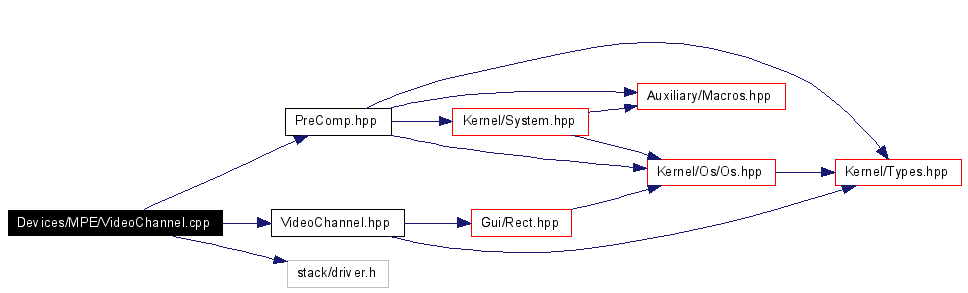 Auxiliary/Macros.hpp
PreComp.hpp
Kernel/System.hpp
Kernel/Os/Os.hpp
Kernel/Types.hpp
Devices/MPE/VideoChannel.cpp
VideoChannel.hpp
Gui/Rect.hpp
stack/driver.h